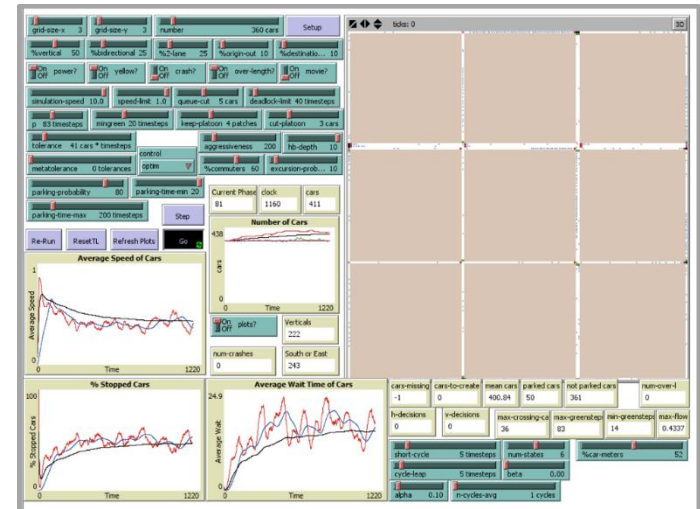 grid-size-x 3 grid-size-y 3 number 360 cars Setup
ticks: 0 3D
%vertical 50 %bidirectional 25 %2-lane 25 %origin-out 10 %destinatio... 10
On Off power? On Off yellow? On Off crash? On Off over-length? On Off movie?
simulation-speed 10.0 speed-limit 1.0 queue-cut 5 cars deadlock-limit 40 timesteps
p 83 timesteps mingreen 20 timesteps keep-platoon 4 patches cut-platoon 3 cars
tolerance 41 cars * timesteps control optim aggressiveness 200 hb-depth 10
metatolerance 0 tolerances %commuters 60 excursion-prob... 10
parking-probability 80 parking-time-min 20 Current Phase 81 clock 1160 cars 411
parking-time-max 200 timesteps Step
Number of Cars
438
cars
0
0 Time 1220
Re-Run ResetTL Refresh Plots Go
Average Speed of Cars
1
Average Speed
0
0 Time 1220
On Off plots? Verticals 222
num-crashes 0 South or East 243
% Stopped Cars
100
% Stopped Cars
0
0 Time 1220
Average Wait Time of Cars
24.9
Average Wait
0
0 Time 1220
cars-missing -1 cars-to-create 0 mean cars 400.84 parked cars 50 not parked cars 361 num-over-l 0
h-decisions 0 v-decisions 0 max-crossing-ca 36 max-greenstep 83 min-greenstep 14 max-flow 0.4337
short-cycle 5 timesteps num-states 6 %car-meters 52
cycle-leap 5 timesteps beta 0.00
alpha 0.10 n-cycles-avg 1 cycles